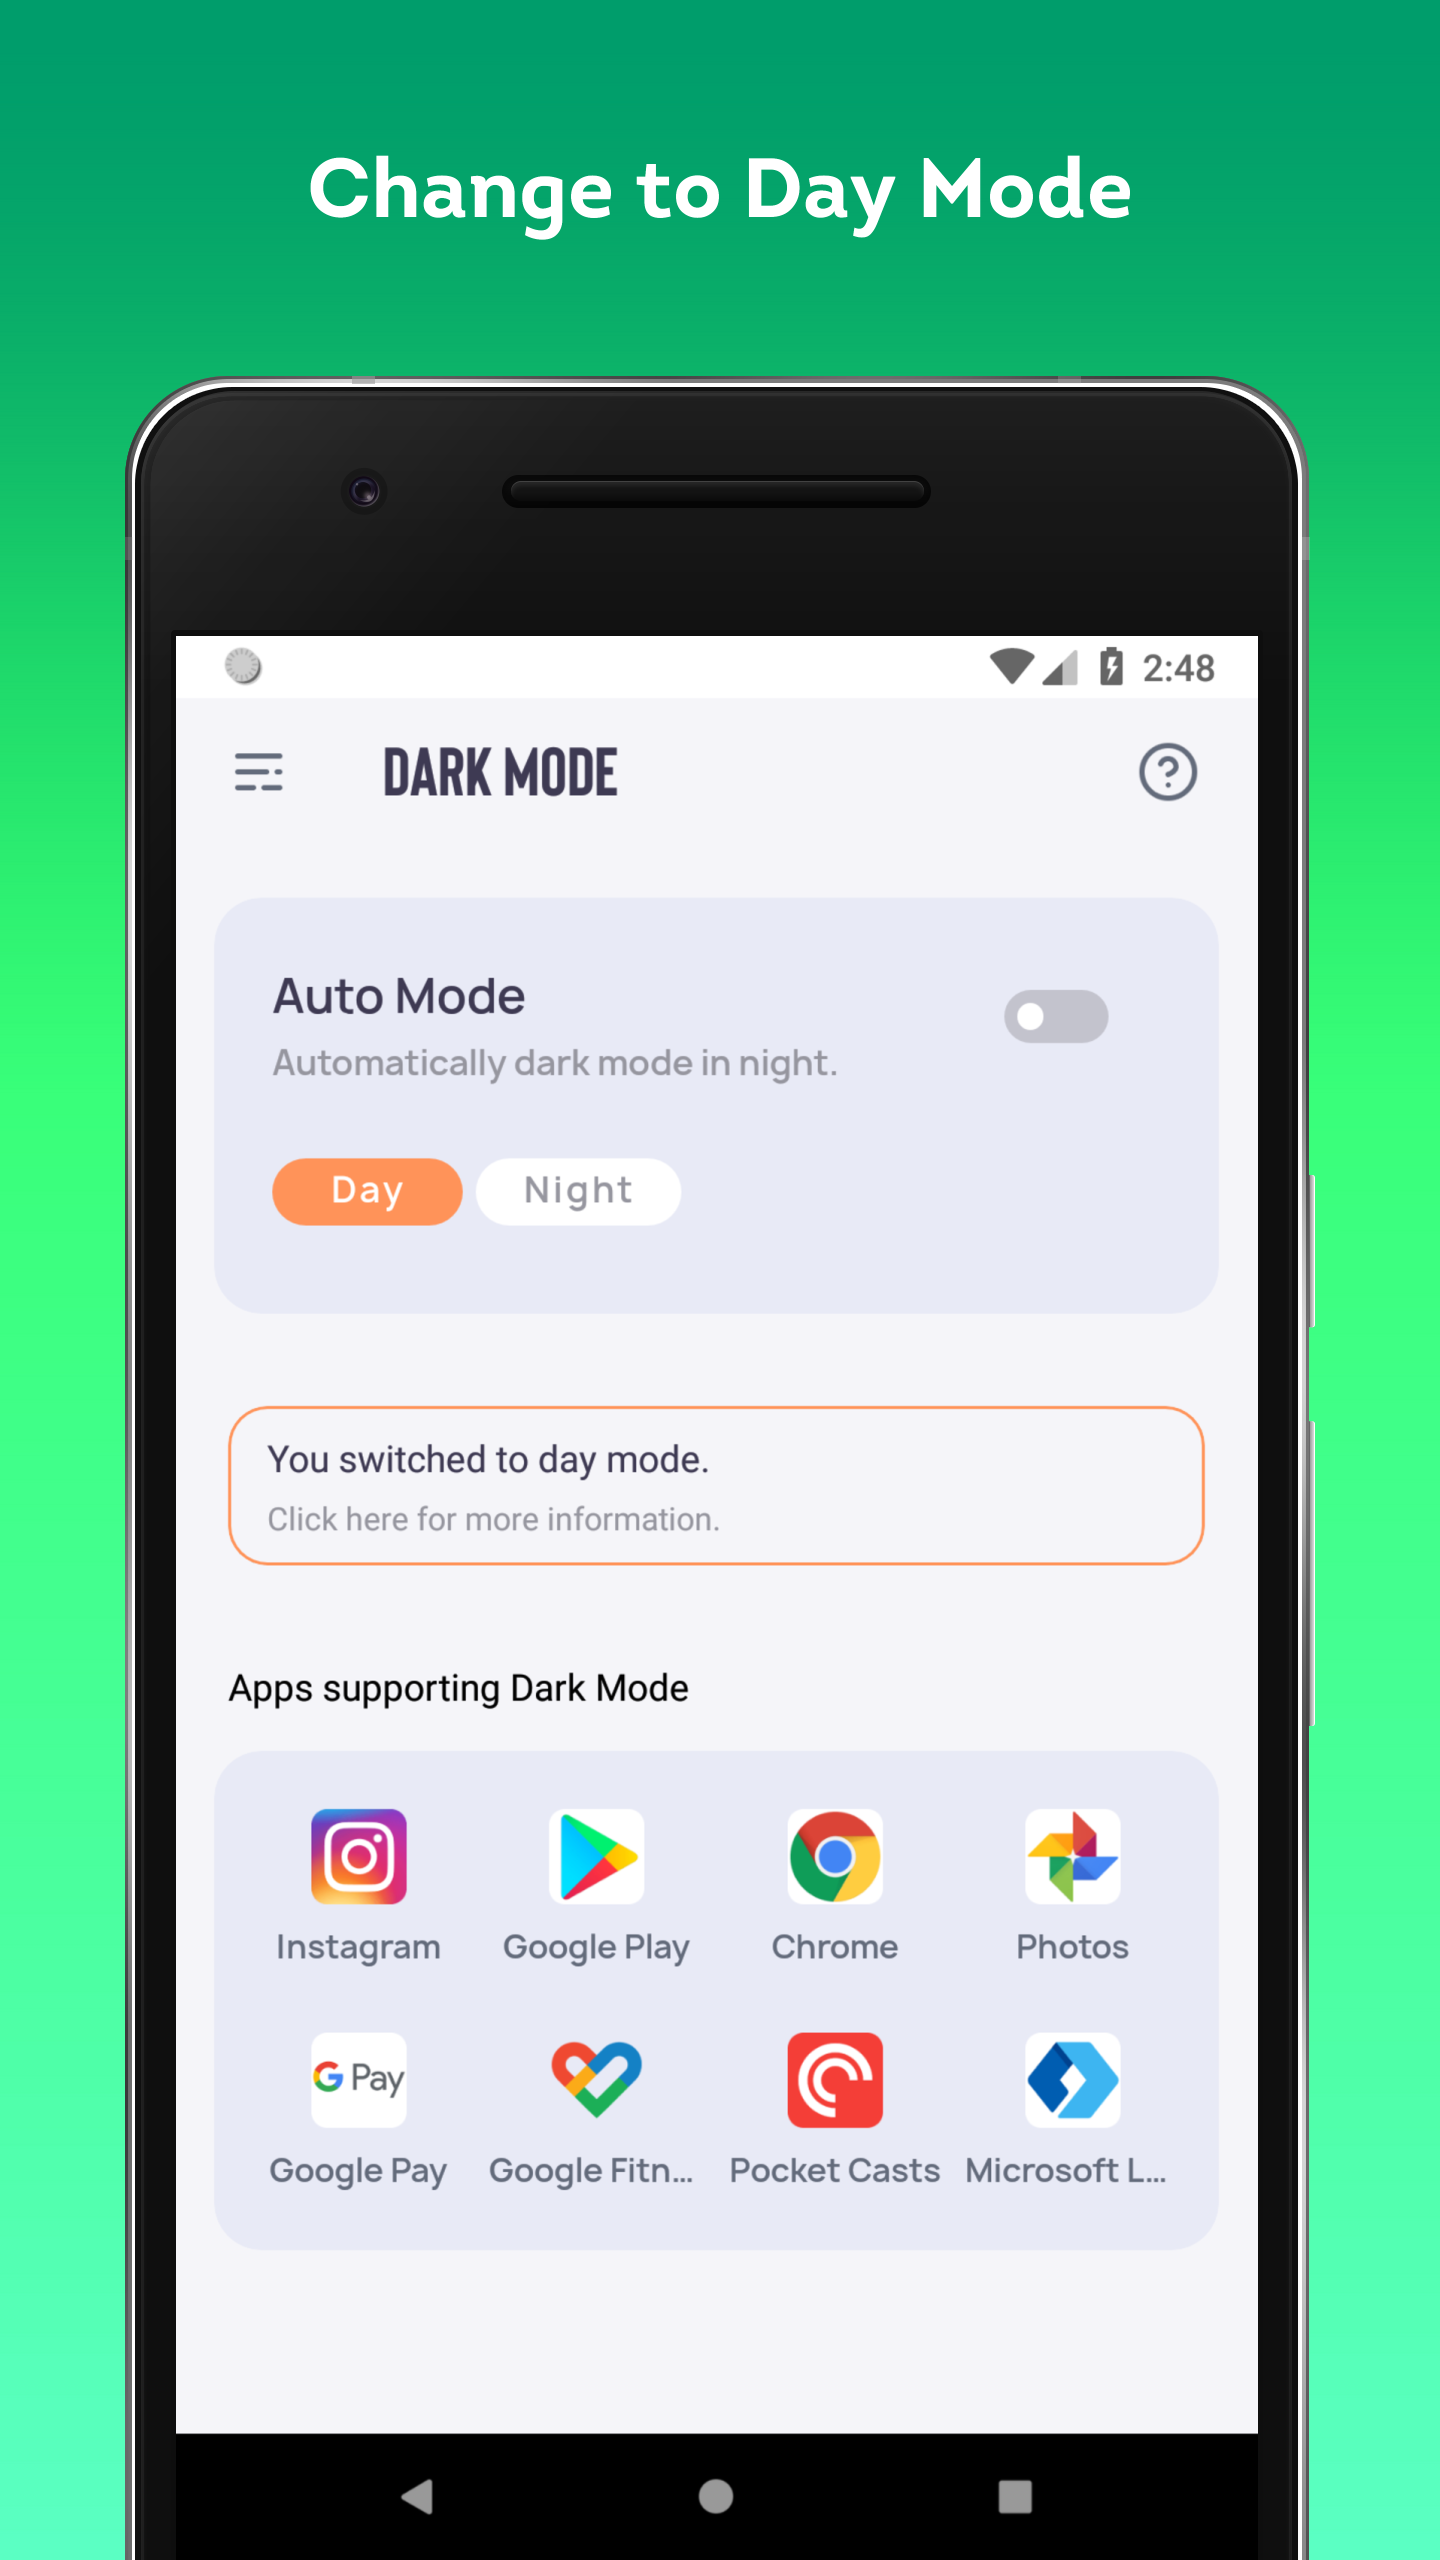 Change to Day Mode
2:48
DARK MODE
Auto Mode
Automatically dark mode in night.
Day Night
You switched to day mode.
Click here for more information.
Apps supporting Dark Mode
Instagram Google Play Chrome Photos
G Pay
Google Pay Google Fitn... Pocket Casts Microsoft L...